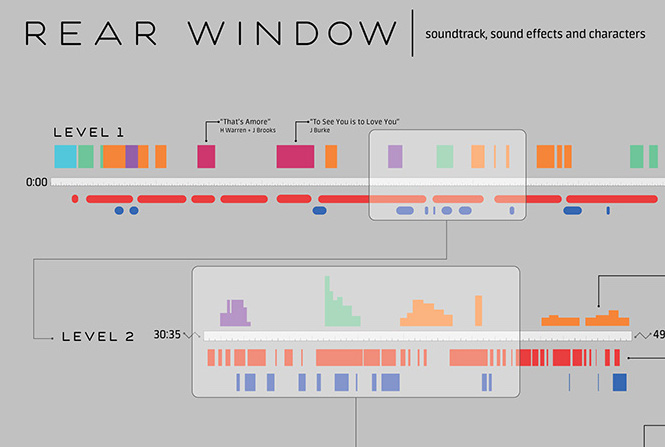 REAR WINDOW
soundtrack, sound effects and characters
"That's Amore"
H Warren + J Brooks
"To See You is to Love You"
J Burke
LEVEL 1
0:00
LEVEL 2
30:35
49